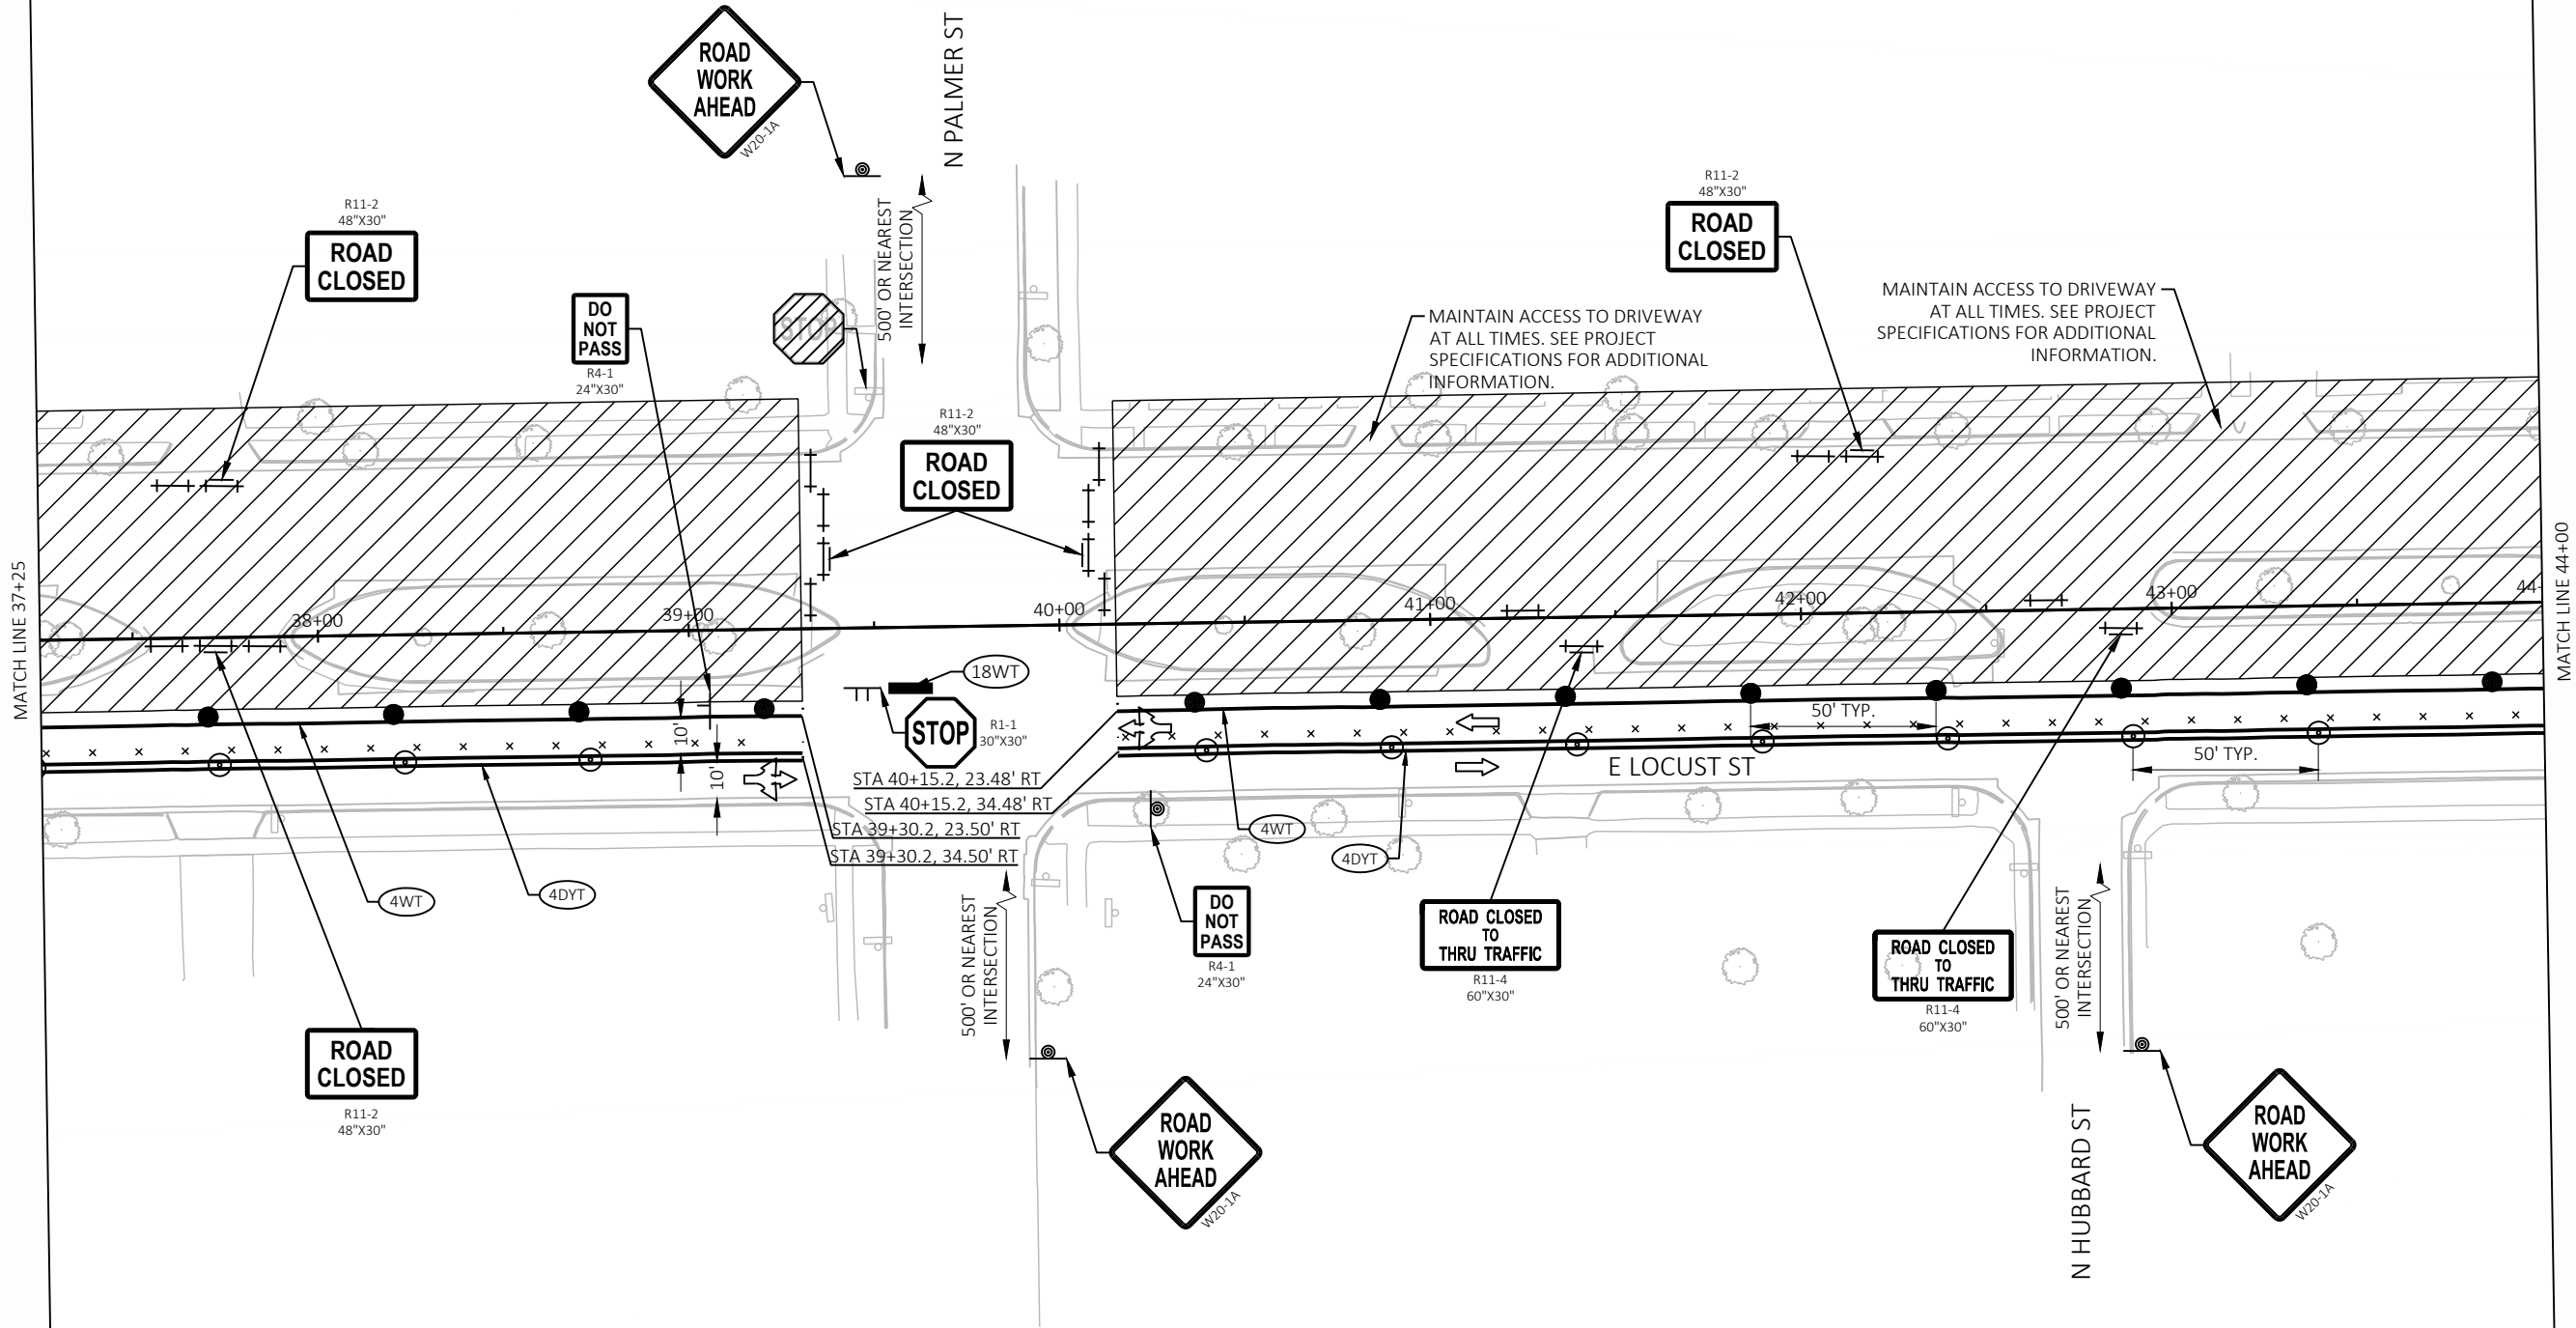 ROAD
WORK
AHEAD
W20-1A
N PALMER ST
R11-2
48"X30"
ROAD
CLOSED
DO
NOT
PASS
R4-1
24"X30"
STOP
500' OR NEAREST
INTERSECTION
R11-2
48"X30"
ROAD
CLOSED
R11-2
48"X30"
ROAD
CLOSED
MAINTAIN ACCESS TO DRIVEWAY
AT ALL TIMES. SEE PROJECT
SPECIFICATIONS FOR ADDITIONAL
INFORMATION.
MAINTAIN ACCESS TO DRIVEWAY
AT ALL TIMES. SEE PROJECT
SPECIFICATIONS FOR ADDITIONAL
INFORMATION.
MATCH LINE 37+25
MATCH LINE 44+00
38+00
39+00
40+00
41+00
42+00
43+00
44+
18WT
STOP
R1-1
30"X30"
10'
10'
50' TYP.
50' TYP.
E LOCUST ST
STA 40+15.2, 23.48' RT
STA 40+15.2, 34.48' RT
STA 39+30.2, 23.50' RT
STA 39+30.2, 34.50' RT
4WT
4DYT
4WT
4DYT
500' OR NEAREST
INTERSECTION
DO
NOT
PASS
R4-1
24"X30"
ROAD CLOSED
TO
THRU TRAFFIC
R11-4
60"X30"
ROAD CLOSED
TO
THRU TRAFFIC
R11-4
60"X30"
500' OR NEAREST
INTERSECTION
ROAD
CLOSED
R11-2
48"X30"
ROAD
WORK
AHEAD
W20-1A
N HUBBARD ST
ROAD
WORK
AHEAD
W20-1A